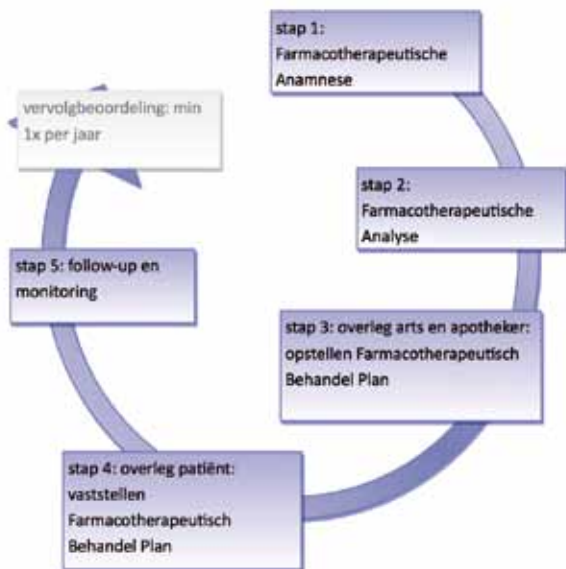 stap 1:
Farmacotherapeutische
Anamnese
stap 2:
Farmacotherapeutische
Analyse
stap 3: overleg arts en apotheker:
opstellen Farmacotherapeutisch
Behandel Plan
stap 4: overleg patiënt:
vaststellen
Farmacotherapeutisch
Behandel Plan
stap 5: follow-up en
monitoring
vervolgbeoordeling: min
1x per jaar